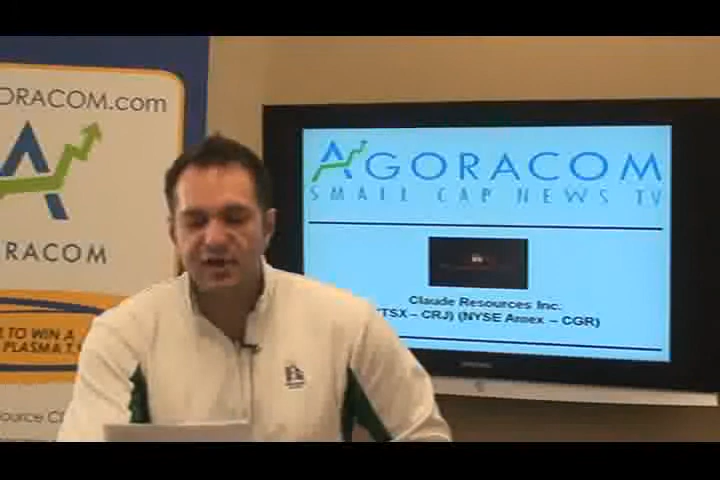 ORACOM.com
RACOM
TO WIN A
PLASMA T.V
AGORACOM
SMALL CAP NEWS TV
Claude Resources Inc.
(TSX – CRJ) (NYSE Amex – CGR)